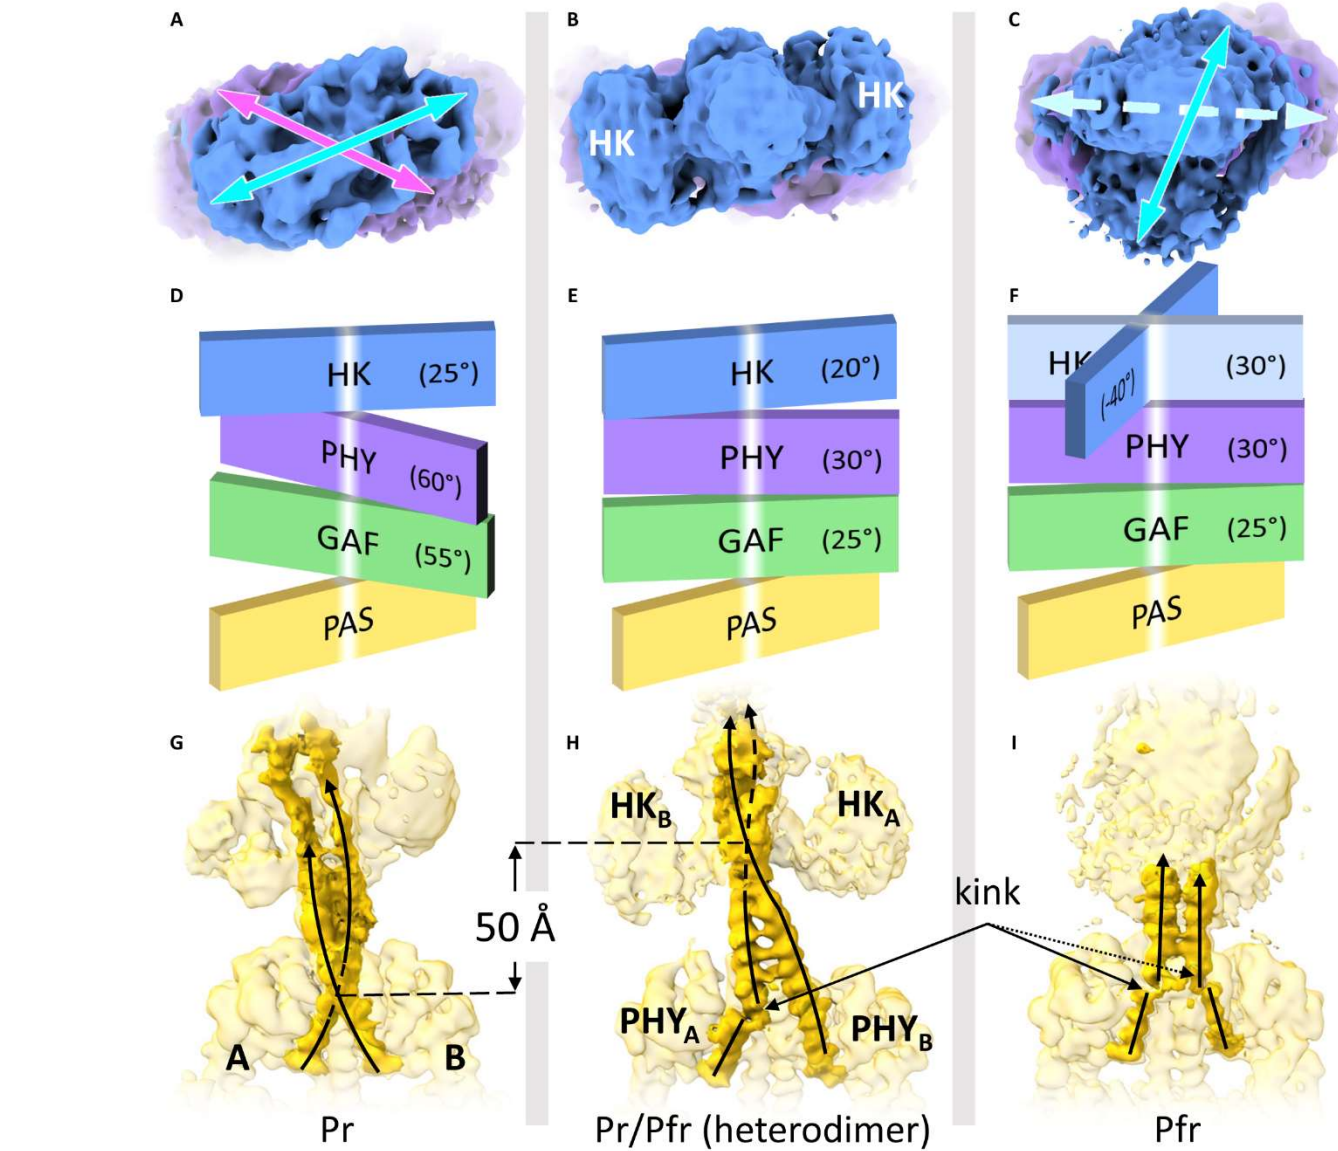 A
B
C
HK
HK
D
E
F
HK (25°)
PHY (60°)
GAF (55°)
PAS
HK (20°)
PHY (30°)
GAF (25°)
PAS
HK (30°)
(-40°)
PHY (30°)
GAF (25°)
PAS
G
H
I
HKB
HKA
kink
50 Å
A
B
PHYA
PHYB
Pr
Pr/Pfr (heterodimer)
Pfr